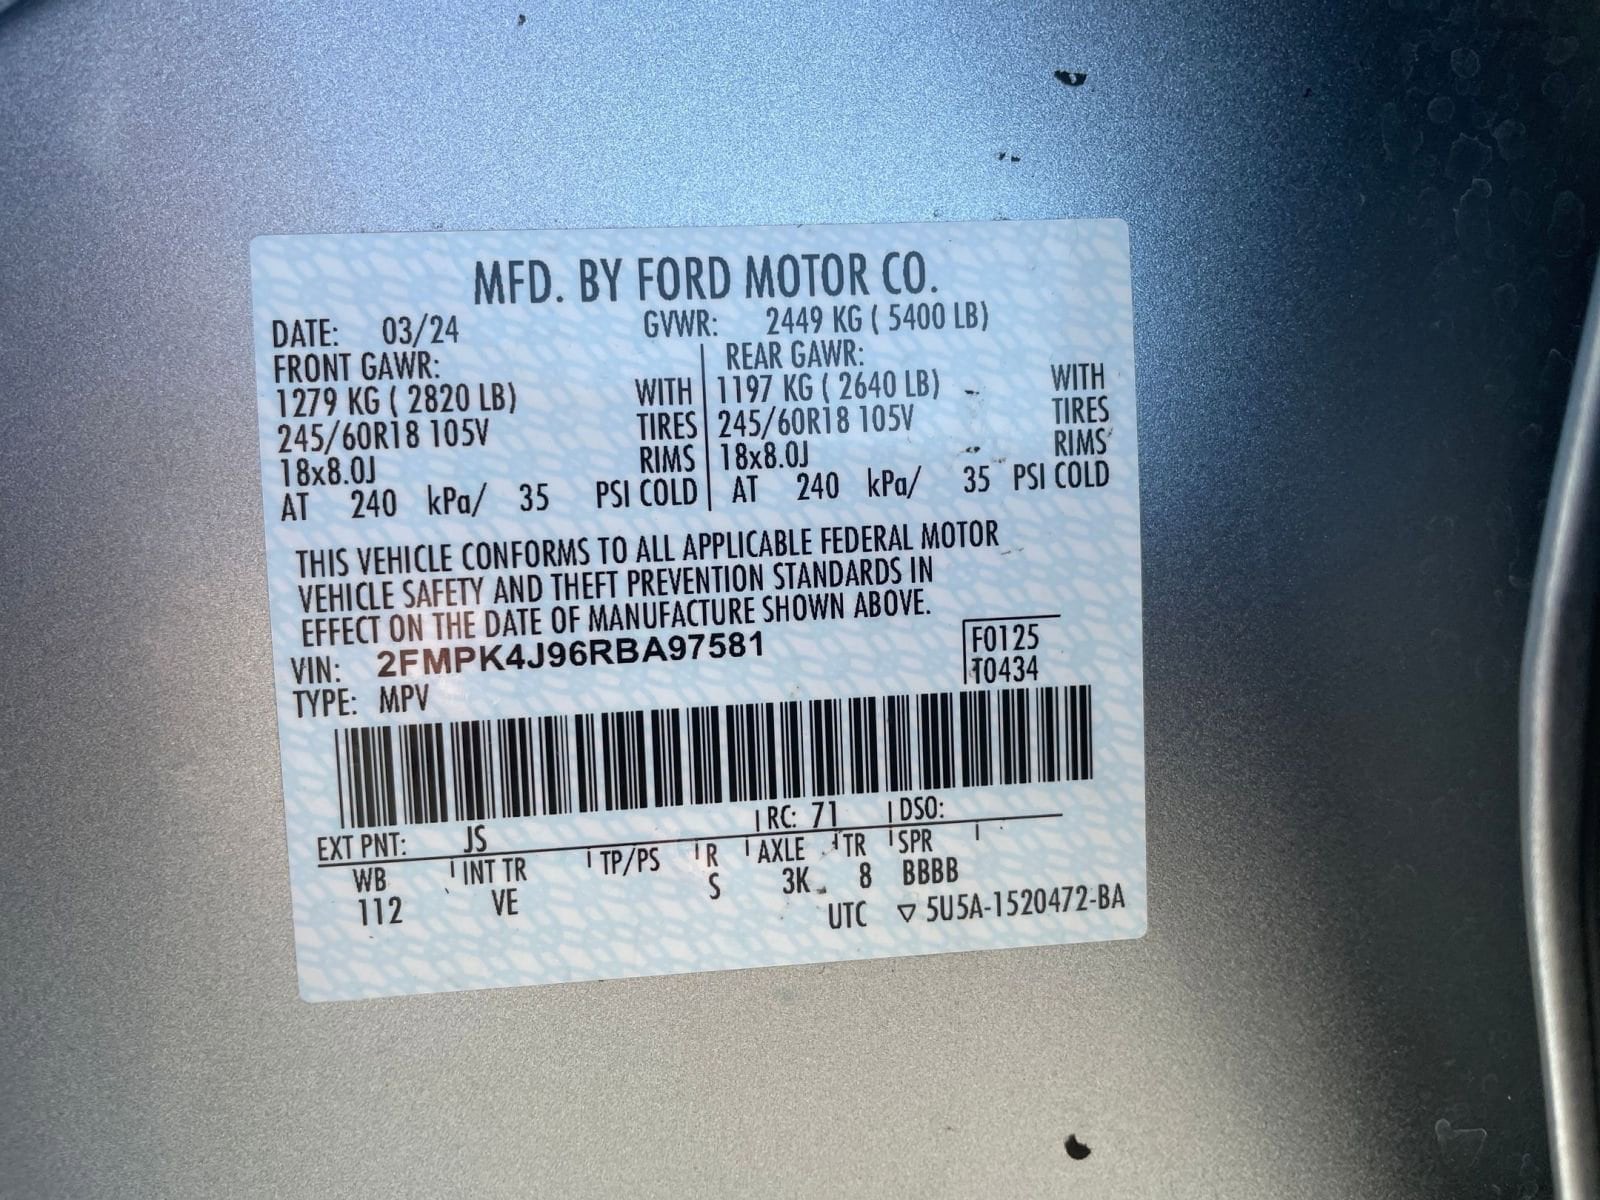 MFD. BY FORD MOTOR CO.
DATE: 03/24 GVWR: 2449 KG ( 5400 LB)
FRONT GAWR: REAR GAWR:
1279 KG ( 2820 LB) WITH 1197 KG ( 2640 LB) WITH
245/60R18 105V TIRES 245/60R18 105V TIRES
18x8.0J RIMS 18x8.0J RIMS
AT 240 kPa/ 35 PSI COLD AT 240 kPa/ 35 PSI COLD
THIS VEHICLE CONFORMS TO ALL APPLICABLE FEDERAL MOTOR
VEHICLE SAFETY AND THEFT PREVENTION STANDARDS IN
EFFECT ON THE DATE OF MANUFACTURE SHOWN ABOVE.
VIN: 2FMPK4J96RBA97581 F0125
TYPE: MPV T0434
EXT PNT: JS RC: 71 DSO:
WB INT TR TP/PS R AXLE TR SPR
112 VE S 3K 8 BBBB
UTC ▽ 5U5A-1520472-BA